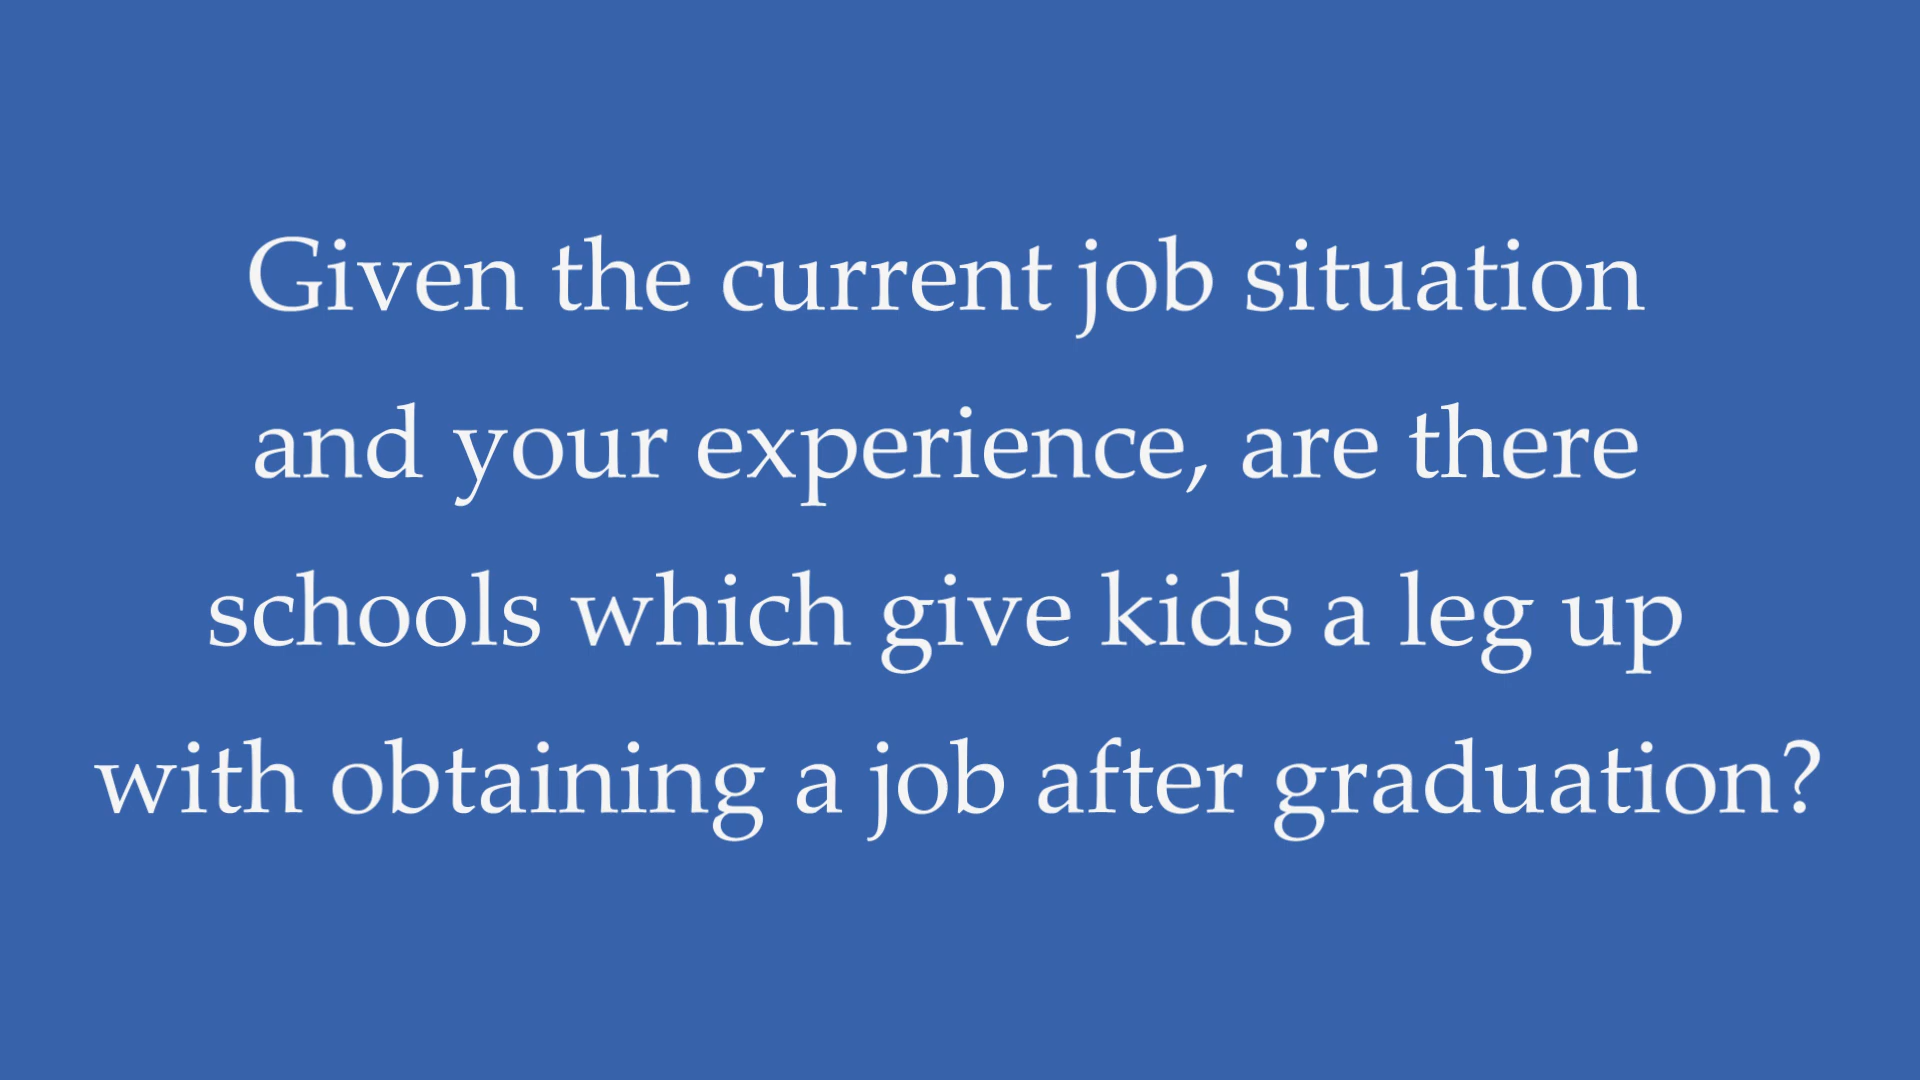 Given the current job situation
and your experience, are there
schools which give kids a leg up
with obtaining a job after graduation?